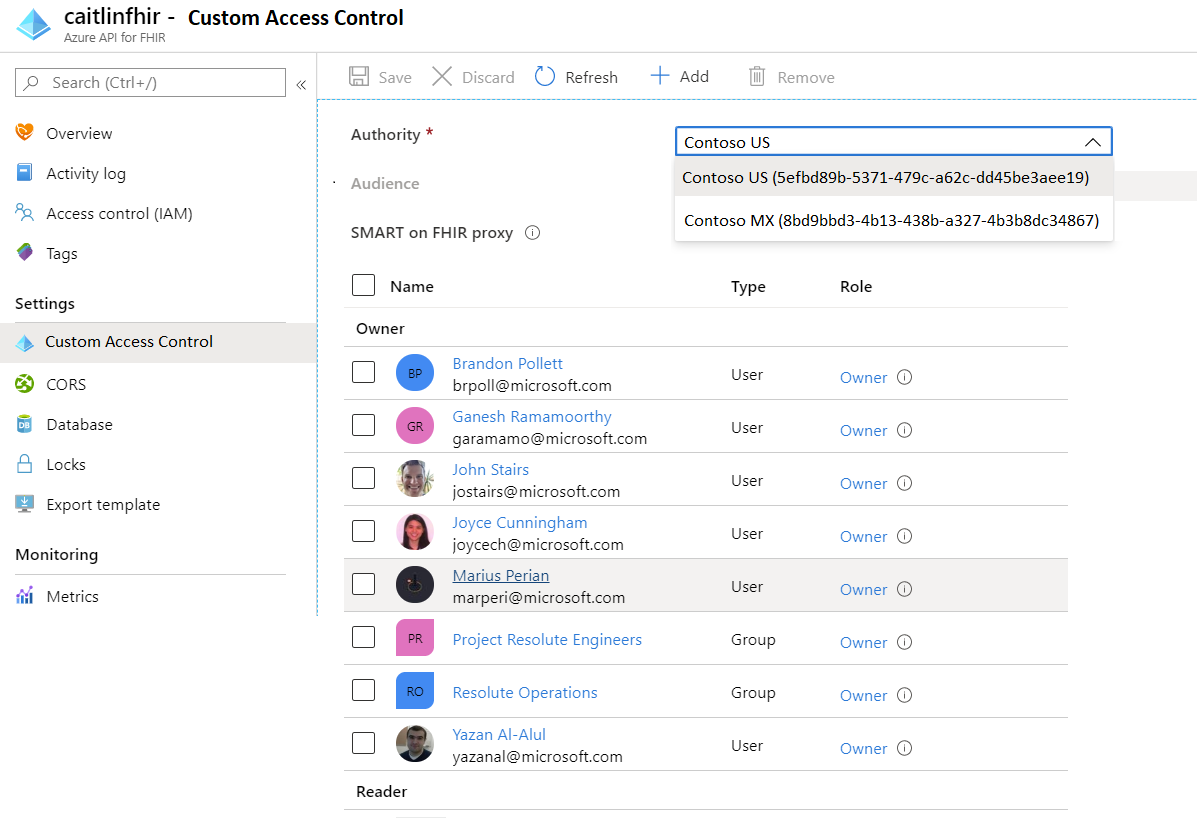 caitlinfhir - Custom Access Control
Azure API for FHIR
Search (Ctrl+/)
«
Save
Discard
Refresh
Add
Remove
Overview
Activity log
Access control (IAM)
Tags
Settings
Custom Access Control
CORS
Database
Locks
Export template
Monitoring
Metrics
Authority *
Contoso US
Contoso US (5efbd89b-5371-479c-a62c-dd45be3aee19)
Contoso MX (8bd9bbd3-4b13-438b-a327-4b3b8dc34867)
Audience
SMART on FHIR proxy
Name Type Role
Owner
BP Brandon Pollett
brpoll@microsoft.com
User Owner
GR Ganesh Ramamoorthy
garamamo@microsoft.com
User Owner
John Stairs
jostairs@microsoft.com
User Owner
Joyce Cunningham
joycech@microsoft.com
User Owner
Marius Perian
marperi@microsoft.com
User Owner
PR Project Resolute Engineers Group Owner
RO Resolute Operations Group Owner
Yazan Al-Alul
yazanal@microsoft.com
User Owner
Reader